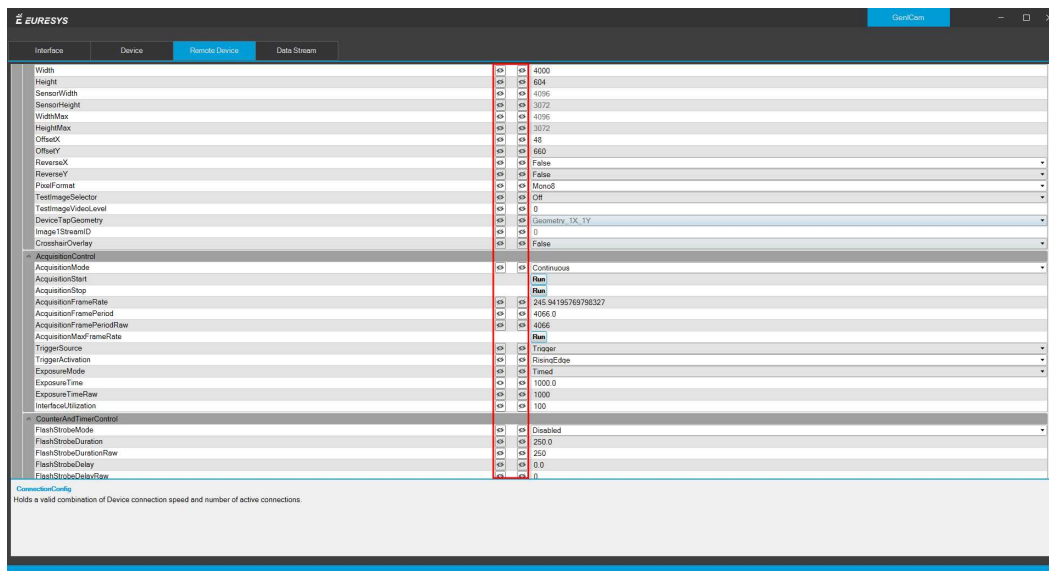 EURESYS
GenICam
Interface Device Remote Device Data Stream
Width 4000
Height 604
SensorWidth 4096
SensorHeight 3072
WidthMax 4096
HeightMax 3072
OffsetX 48
OffsetY 660
ReverseX False
ReverseY False
PixelFormat Mono8
TestImageSelector Off
TestImageVideoLevel 0
DeviceTapGeometry Geometry_1X_1Y
Image1StreamID 0
CrosshairOverlay False
AcquisitionControl
AcquisitionMode Continuous
AcquisitionStart Run
AcquisitionStop Run
AcquisitionFrameRate 245.94195769798327
AcquisitionFramePeriod 4066.0
AcquisitionFramePeriodRaw 4066
AcquisitionMaxFrameRate Run
TriggerSource Trigger
TriggerActivation RisingEdge
ExposureMode Timed
ExposureTime 1000.0
ExposureTimeRaw 1000
InterfaceUtilization 100
CounterAndTimerControl
FlashStrobeMode Disabled
FlashStrobeDuration 250.0
FlashStrobeDurationRaw 250
FlashStrobeDelay 0.0
FlashStrobeDelayRaw 0
ConnectionConfig
Holds a valid combination of Device connection speed and number of active connections.